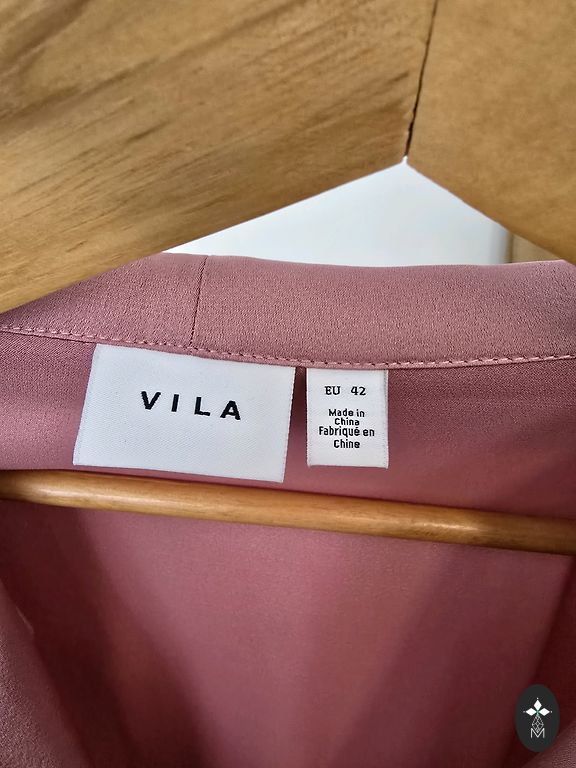 VILA
EU 42
Made in
China
Fabriqué en
Chine